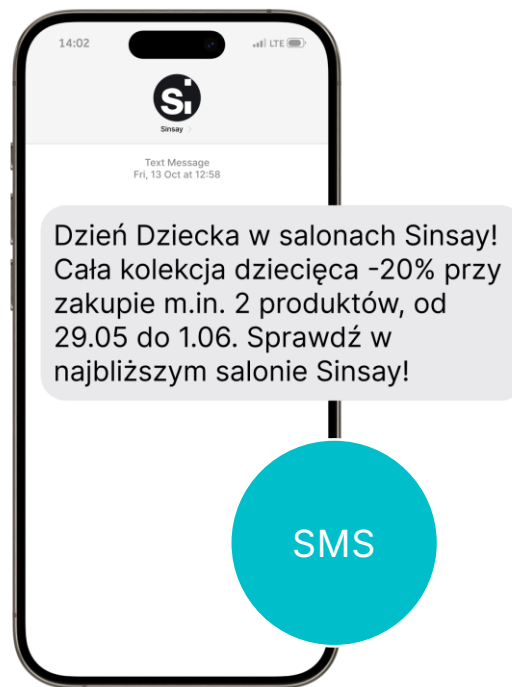 14:02
LTE
Si
Sinsay
Text Message
Fri, 13 Oct at 12:58
Dzień Dziecka w salonach Sinsay!
Cała kolekcja dziecięca -20% przy
zakupie m.in. 2 produktów, od
29.05 do 1.06. Sprawdź w
najbliższym salonie Sinsay!
SMS